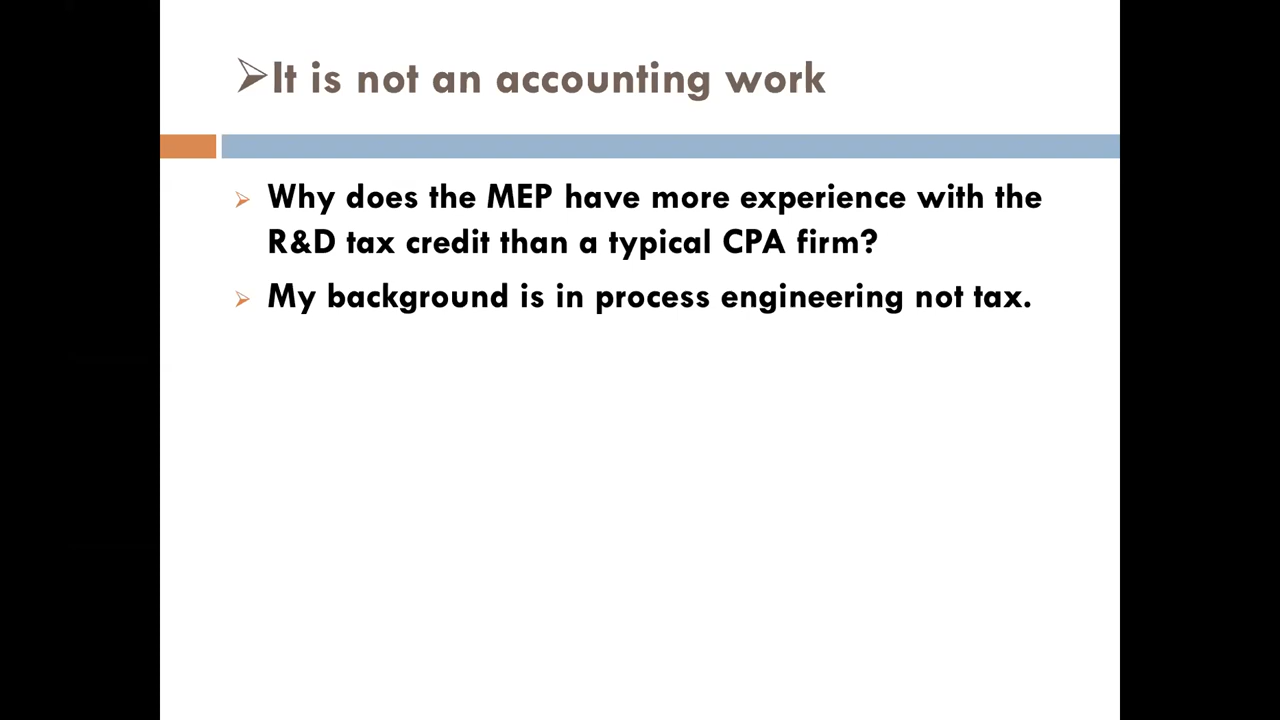 It is not an accounting work
Why does the MEP have more experience with the
R&D tax credit than a typical CPA firm?
My background is in process engineering not tax.